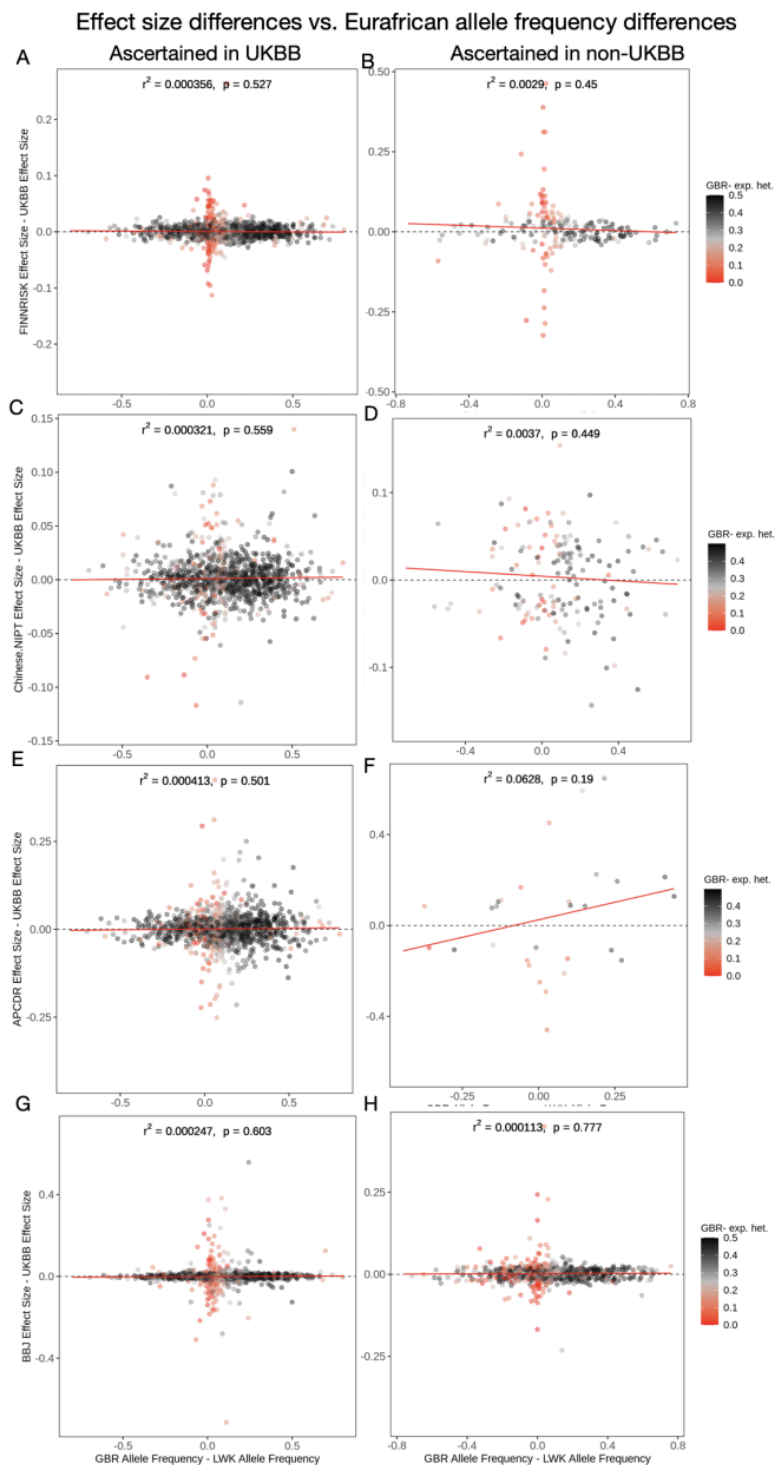 Effect size differences vs. Eurafrican allele frequency differences
Ascertained in UKBB
Ascertained in non-UKBB
A
r² = 0.000356, p = 0.527
0.2
0.1
0.0
-0.1
-0.2
FINNRISK Effect Size - UKBB Effect Size
-0.5
0.0
0.5
B
r² = 0.0029, p = 0.45
0.50
0.25
0.00
-0.25
-0.50
-0.8
-0.4
0.0
0.4
0.8
GBR- exp. het.
0.5
0.4
0.3
0.2
0.1
0.0
C
r² = 0.000321, p = 0.559
0.15
0.10
0.05
0.00
-0.05
-0.10
-0.15
Chinese.NIPT Effect Size - UKBB Effect Size
-0.5
0.0
0.5
D
r² = 0.0037, p = 0.449
0.1
0.0
-0.1
-0.4
0.0
0.4
GBR- exp. het.
0.4
0.3
0.2
0.1
0.0
E
r² = 0.000413, p = 0.501
0.25
0.00
-0.25
APCDR Effect Size - UKBB Effect Size
-0.5
0.0
0.5
F
r² = 0.0628, p = 0.19
0.4
0.0
-0.4
-0.25
0.00
0.25
GBR- exp. het.
0.4
0.3
0.2
0.1
0.0
G
r² = 0.000247, p = 0.603
0.4
0.0
-0.4
BBJ Effect Size - UKBB Effect Size
-0.5
0.0
0.5
GBR Allele Frequency - LWK Allele Frequency
H
r² = 0.000113, p = 0.777
0.25
0.00
-0.25
-0.8
-0.4
0.0
0.4
0.8
GBR Allele Frequency - LWK Allele Frequency
GBR- exp. het.
0.5
0.4
0.3
0.2
0.1
0.0